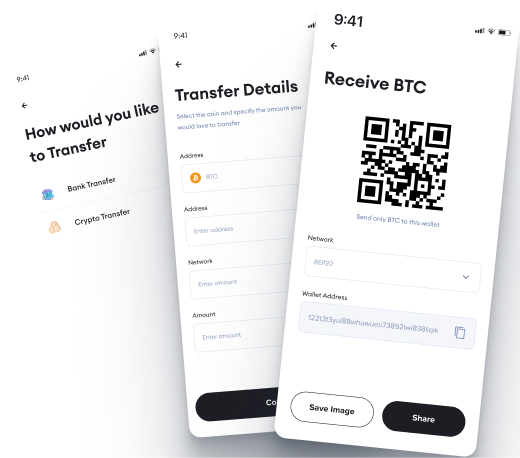 9:41
How would you like
to Transfer
Bank Transfer
Crypto Transfer
9:41
Transfer Details
Select the coin and specify the amount you
would love to transfer
Address
BTC
Address
Enter address
Network
Enter amount
Amount
Enter amount
Co
9:41
Receive BTC
Send only BTC to this wallet
Network
BEP20
Wallet Address
Save Image
Share